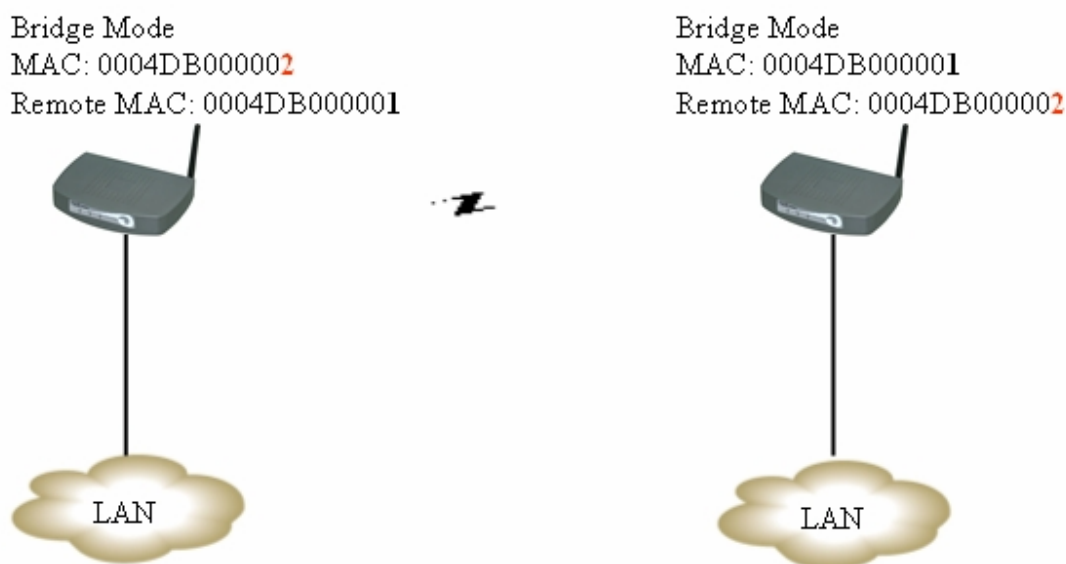 Bridge Mode
MAC: 0004DB000002
Remote MAC: 0004DB000001
LAN
Bridge Mode
MAC: 0004DB000001
Remote MAC: 0004DB000002
LAN